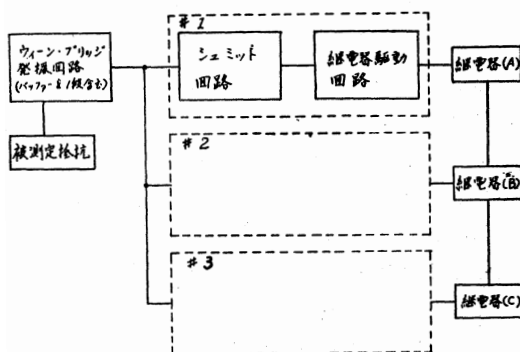 ウィーン・ブリッジ
発振回路
(バッファー&1段含む)
被測定抵抗
#1
シュミット
回路
継電器駆動
回路
継電器(A)
#2
継電器(B)
#3
継電器(C)